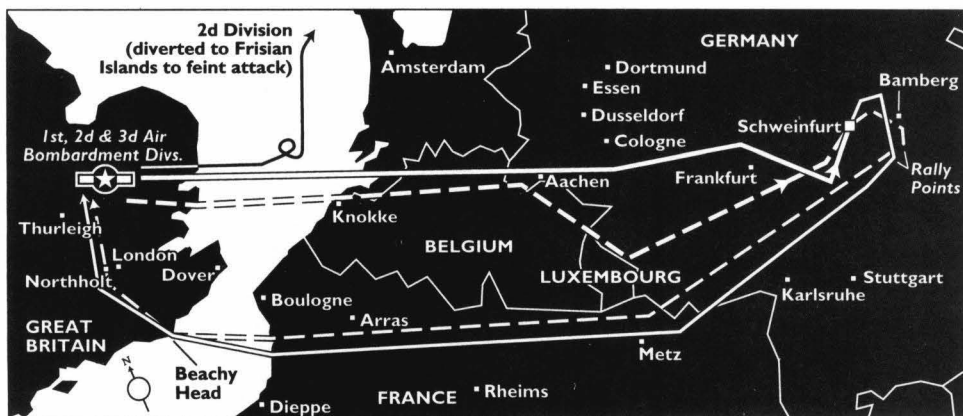 2d Division
(diverted to Frisian
Islands to feint attack)
GERMANY
Amsterdam
Dortmund
Bamberg
Essen
Dusseldorf
Schweinfurt
1st, 2d & 3d Air
Bombardment Divs.
Cologne
Aachen
Frankfurt
Rally
Points
Knokke
Thurleigh
BELGIUM
London
Northholt
Dover
LUXEMBOURG
Stuttgart
Karlsruhe
Boulogne
Arras
GREAT
BRITAIN
Metz
Beachy
Head
N
FRANCE
Rheims
Dieppe